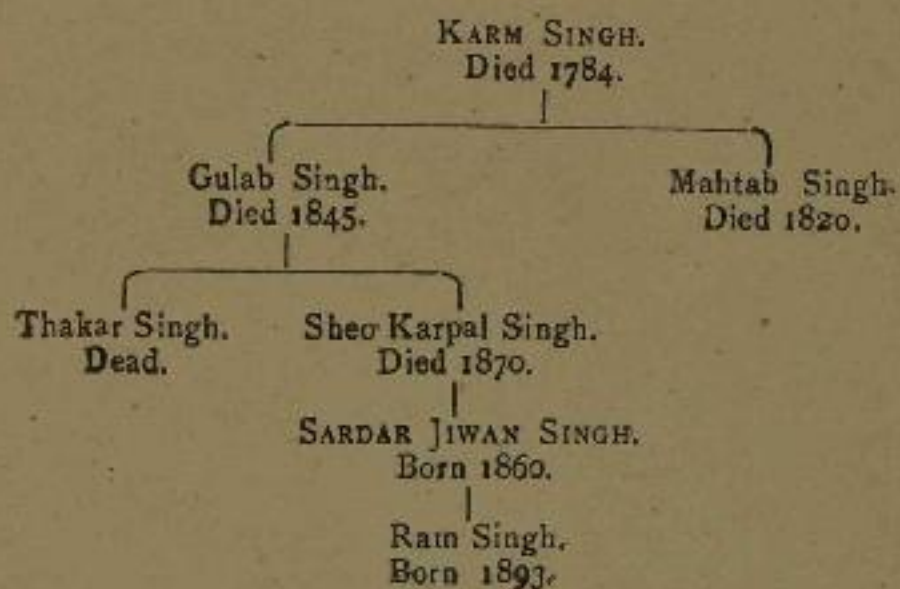 KARM SINGH.
Died 1784.
Gulab Singh.
Died 1845.
Mahtab Singh.
Died 1820.
Thakar Singh.
Dead.
Sheo Karpal Singh.
Died 1870.
SARDAR JIWAN SINGH.
Born 1860.
Ram Singh.
Born 1893.